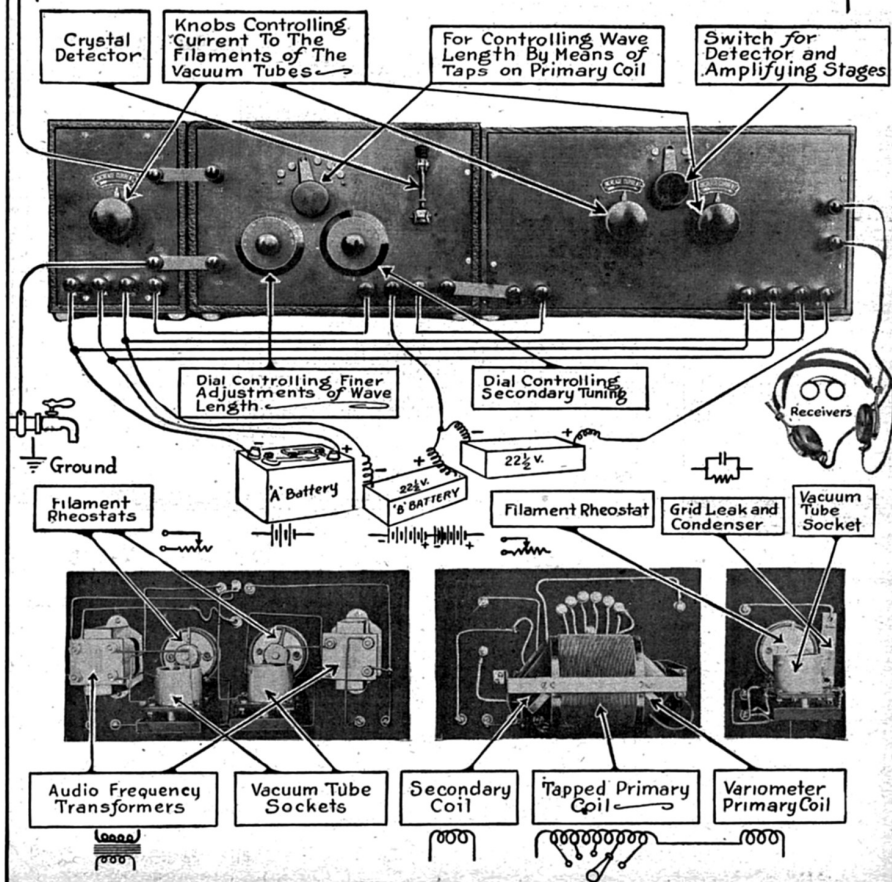 Crystal
Detector
Knobs Controlling
Current To The
Filaments of The
Vacuum Tubes
For Controlling Wave
Length By Means of
Taps on Primary Coil
Switch for
Detector and
Amplifying Stages
Dial Controlling Finer
Adjustments of Wave
Length
Dial Controlling
Secondary Tuning
Receivers
Ground
- +
"A" Battery
- +
22½ V.
"B" BATTERY
- +
22½ V.
- + - +
Filament
Rheostats
Filament Rheostat
Grid Leak and
Condenser
Vacuum
Tube
Socket
Audio Frequency
Transformers
Vacuum Tube
Sockets
Secondary
Coil
Tapped Primary
Coil
Variometer
Primary Coil